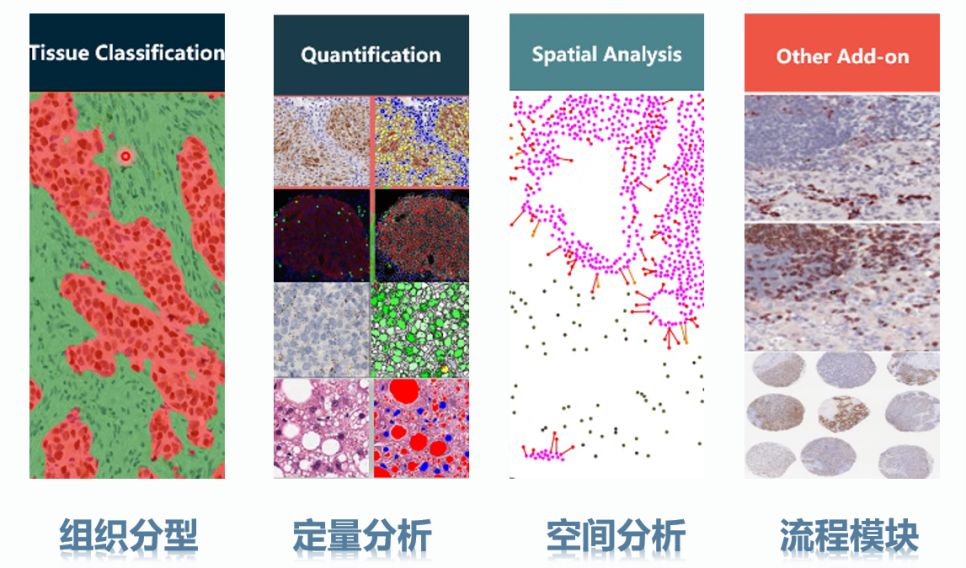 Tissue Classification
Quantification
Spatial Analysis
Other Add-on
组织分型
定量分析
空间分析
流程模块